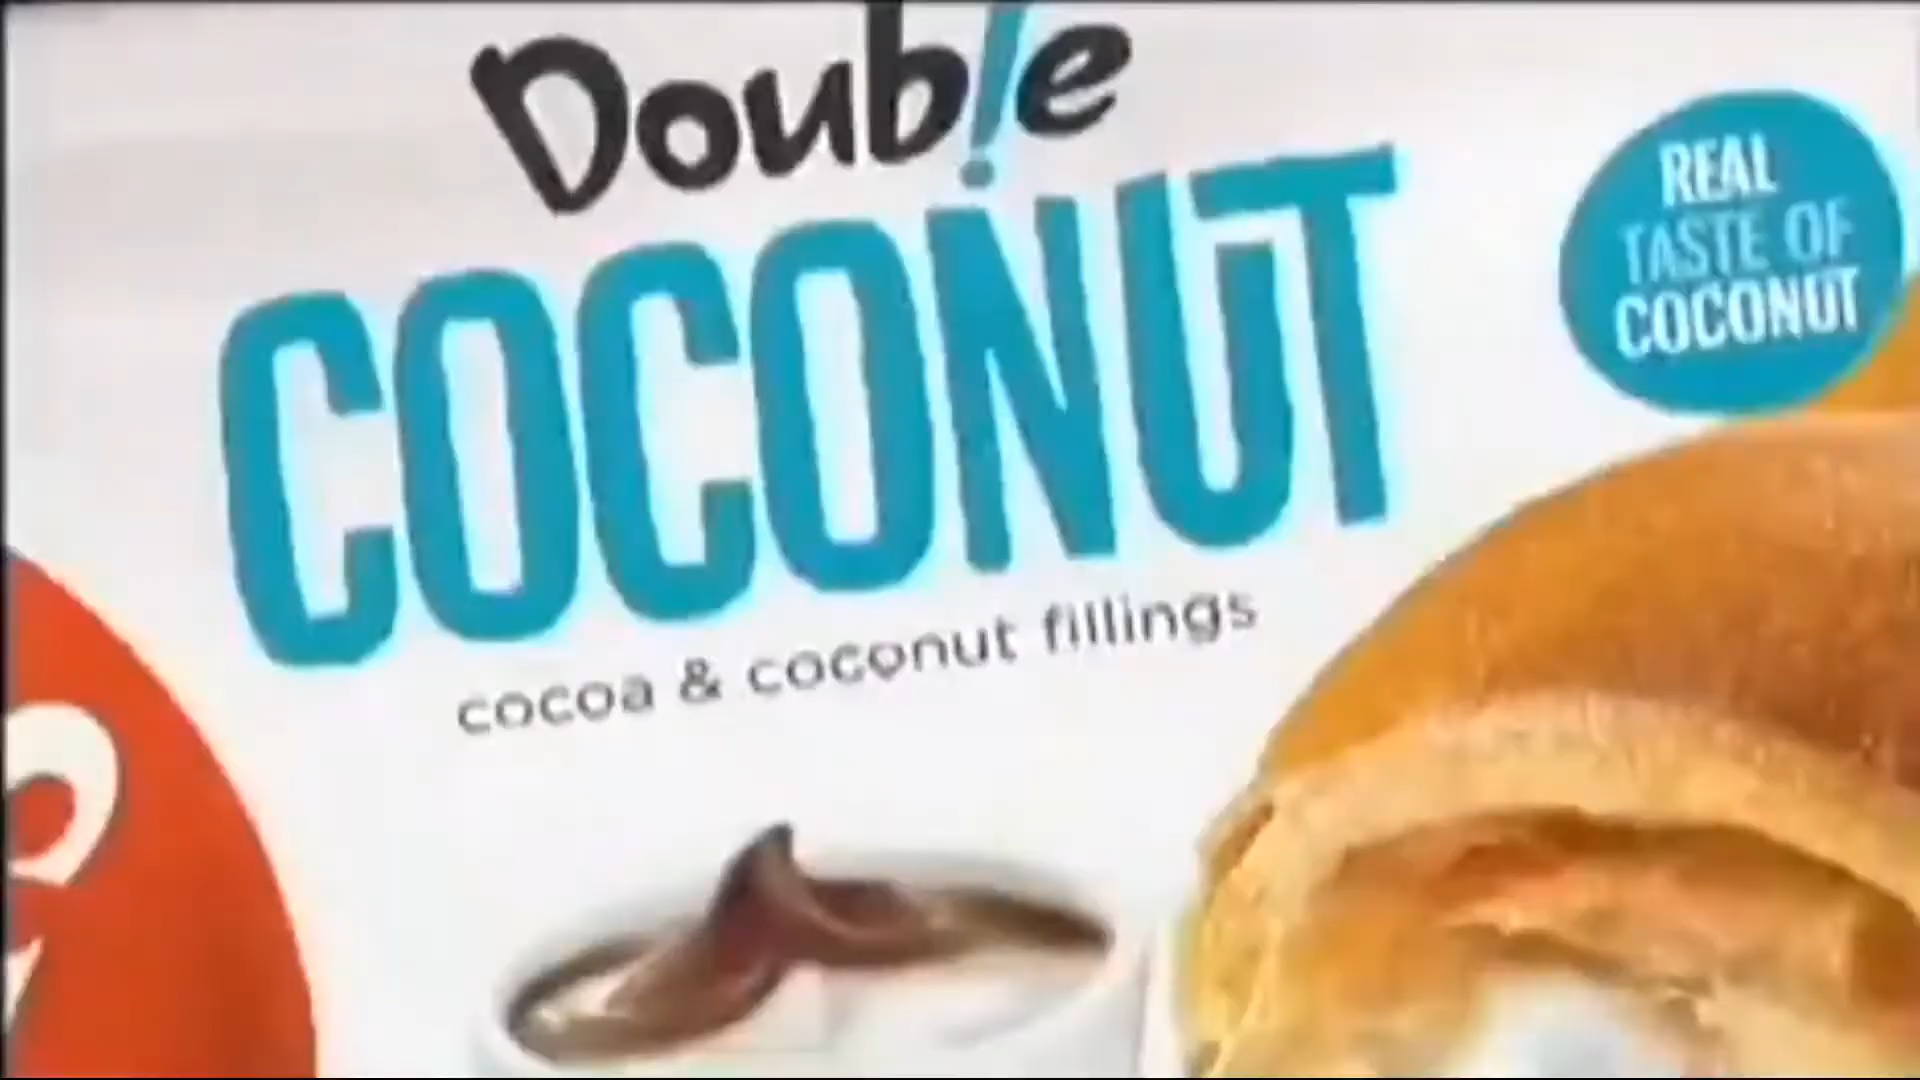 Double
COCONUT
cocoa & coconut fillings
REAL
TASTE OF
COCONUT